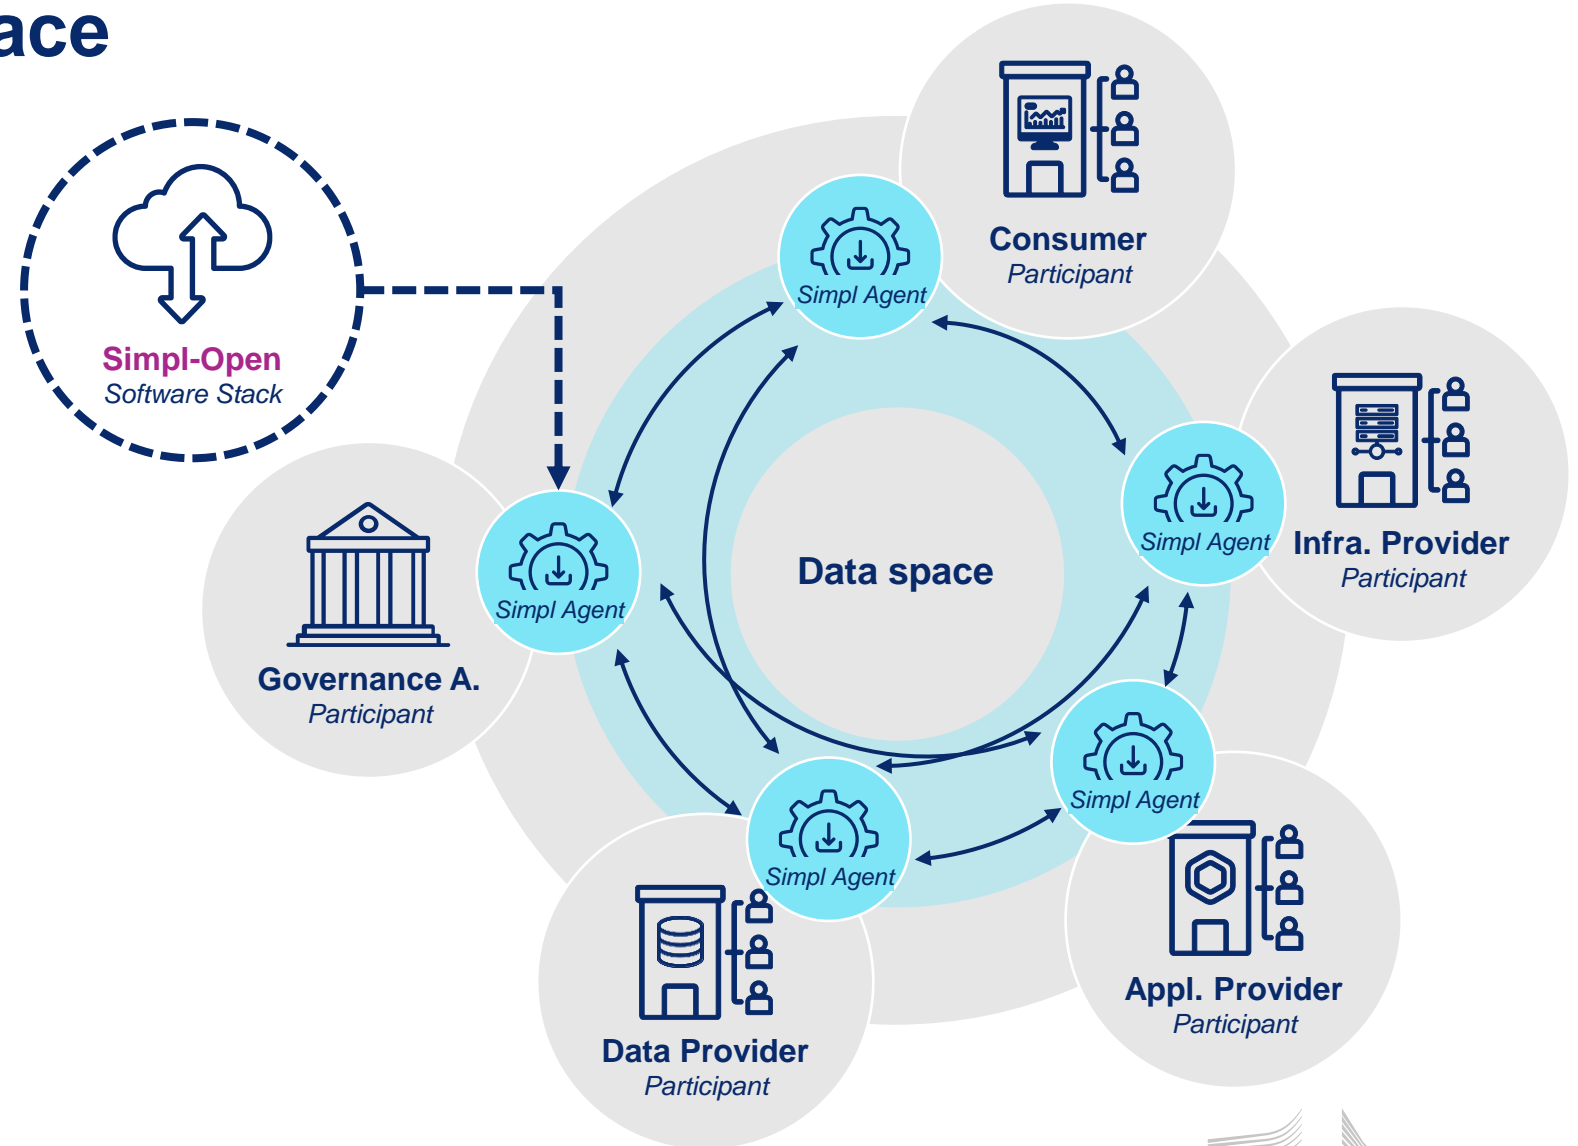 ace
Simpl-Open
Software Stack
Simpl Agent
Consumer
Participant
Simpl Agent
Infra. Provider
Participant
Simpl Agent
Governance A.
Participant
Data space
Simpl Agent
Appl. Provider
Participant
Simpl Agent
Data Provider
Participant